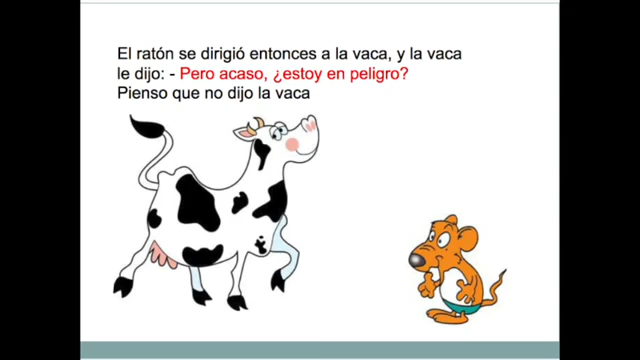 El ratón se dirigió entonces a la vaca, y la vaca
le dijo: - Pero acaso, ¿estoy en peligro?
Pienso que no dijo la vaca